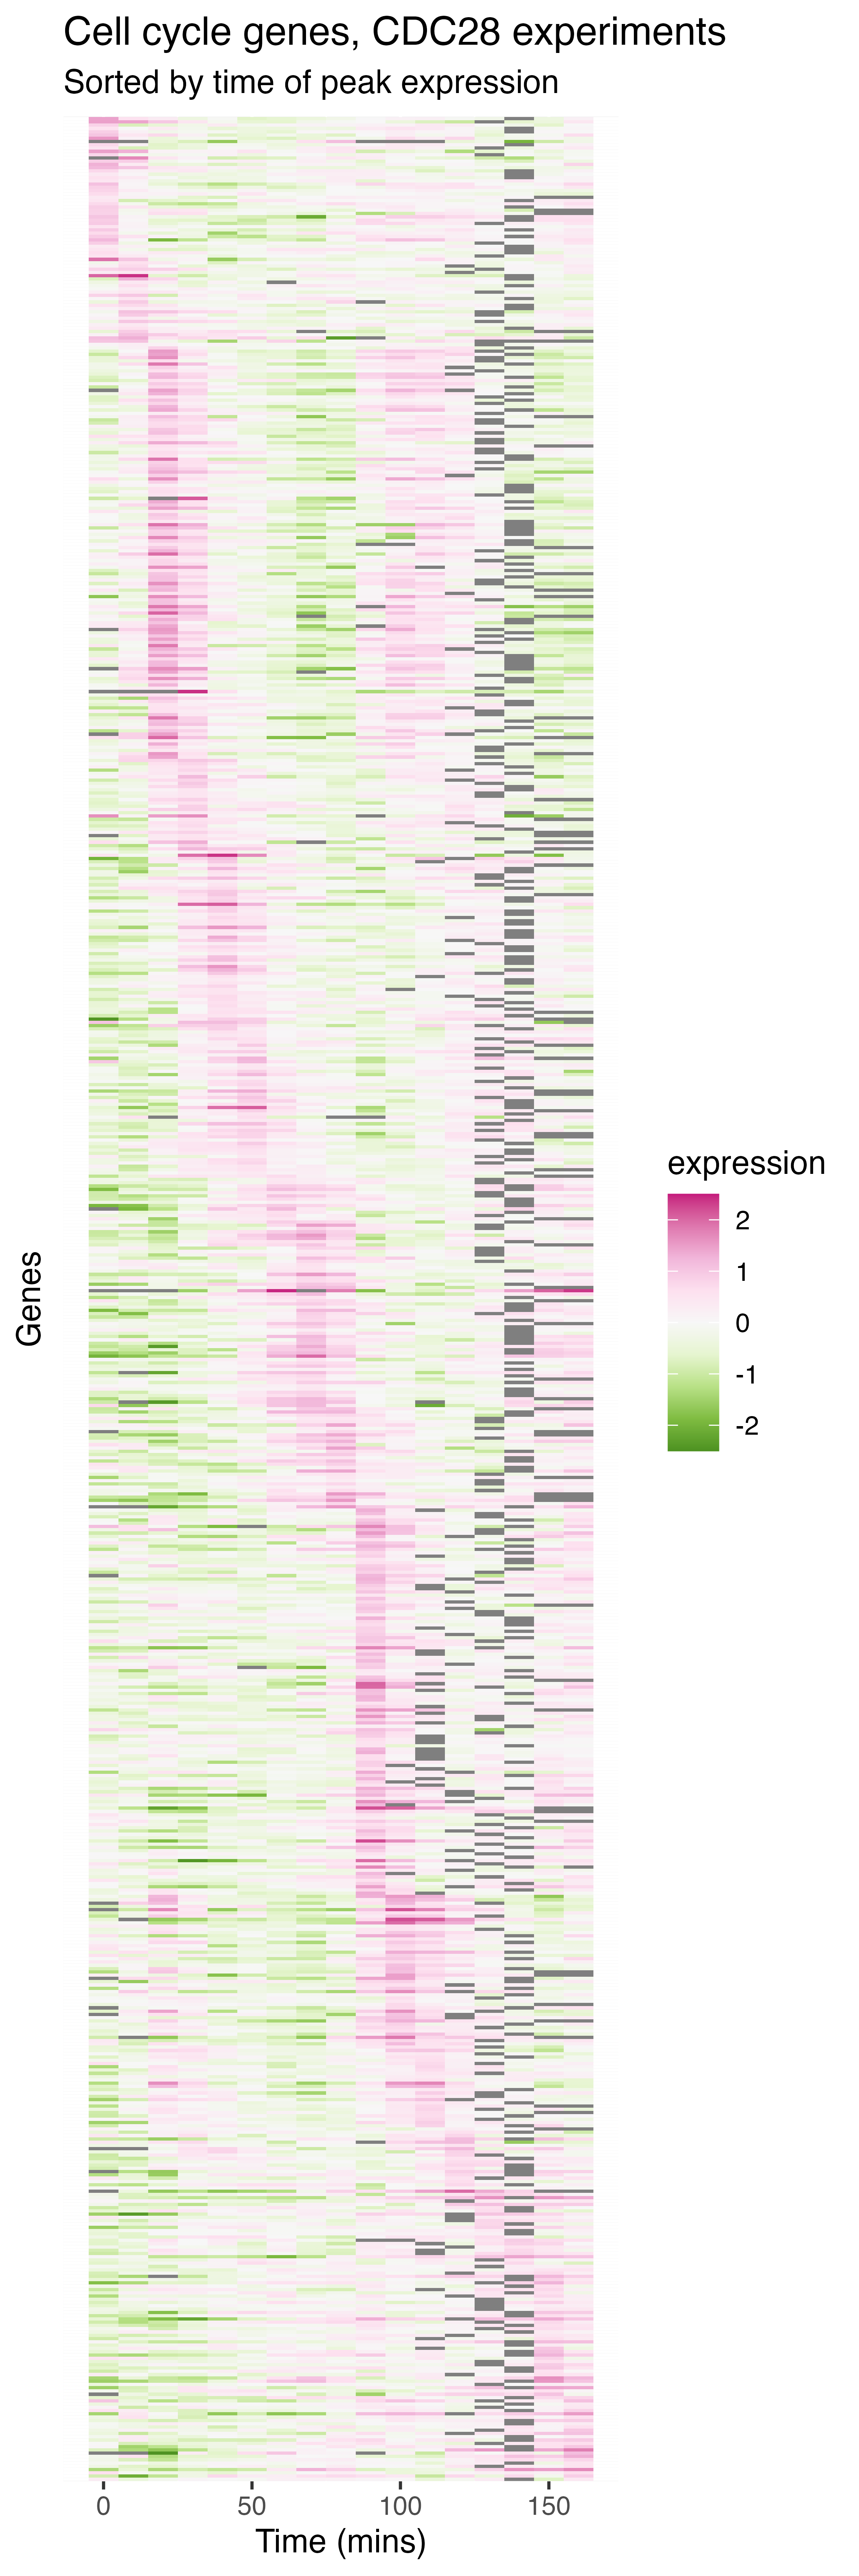 Cell cycle genes, CDC28 experiments
Sorted by time of peak expression
Genes
expression
2
1
0
-1
-2
0 50 100 150
Time (mins)